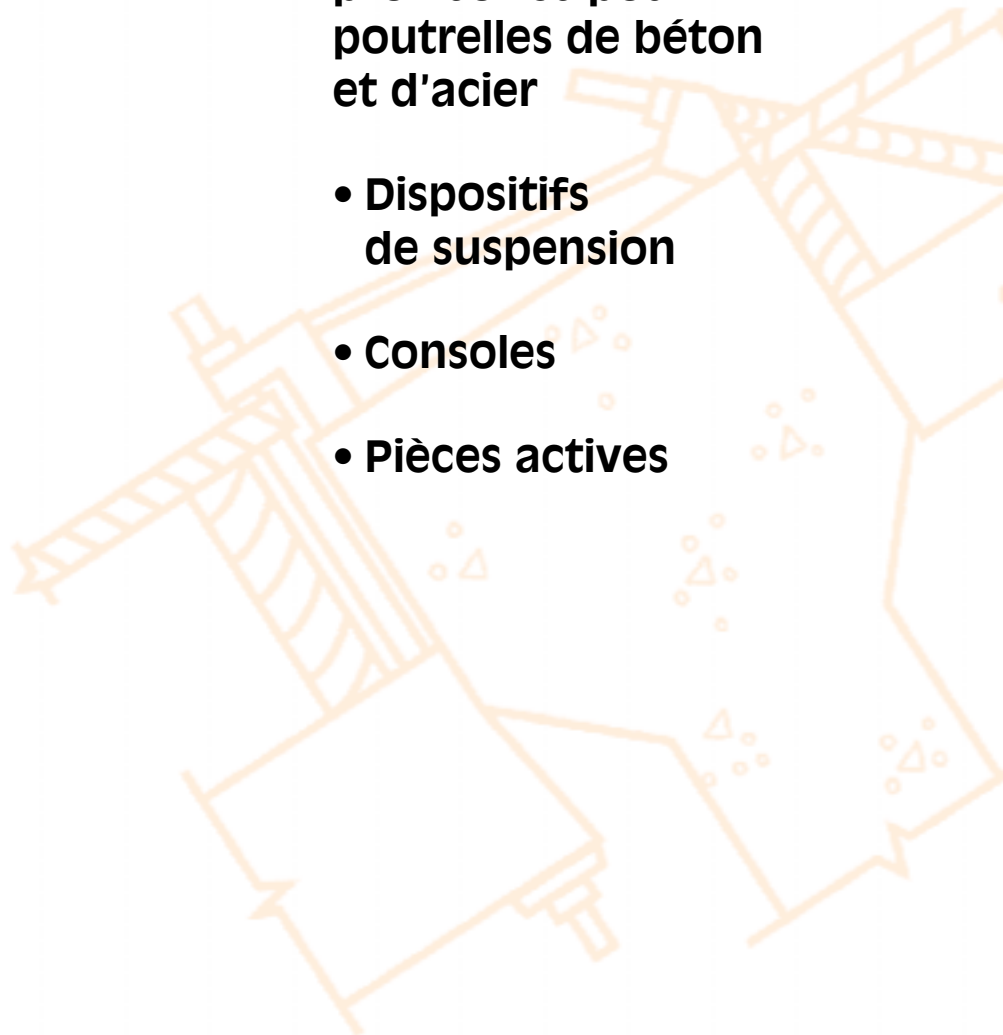 poutrelles de béton
et d'acier
• Dispositifs
de suspension
• Consoles
• Pièces actives